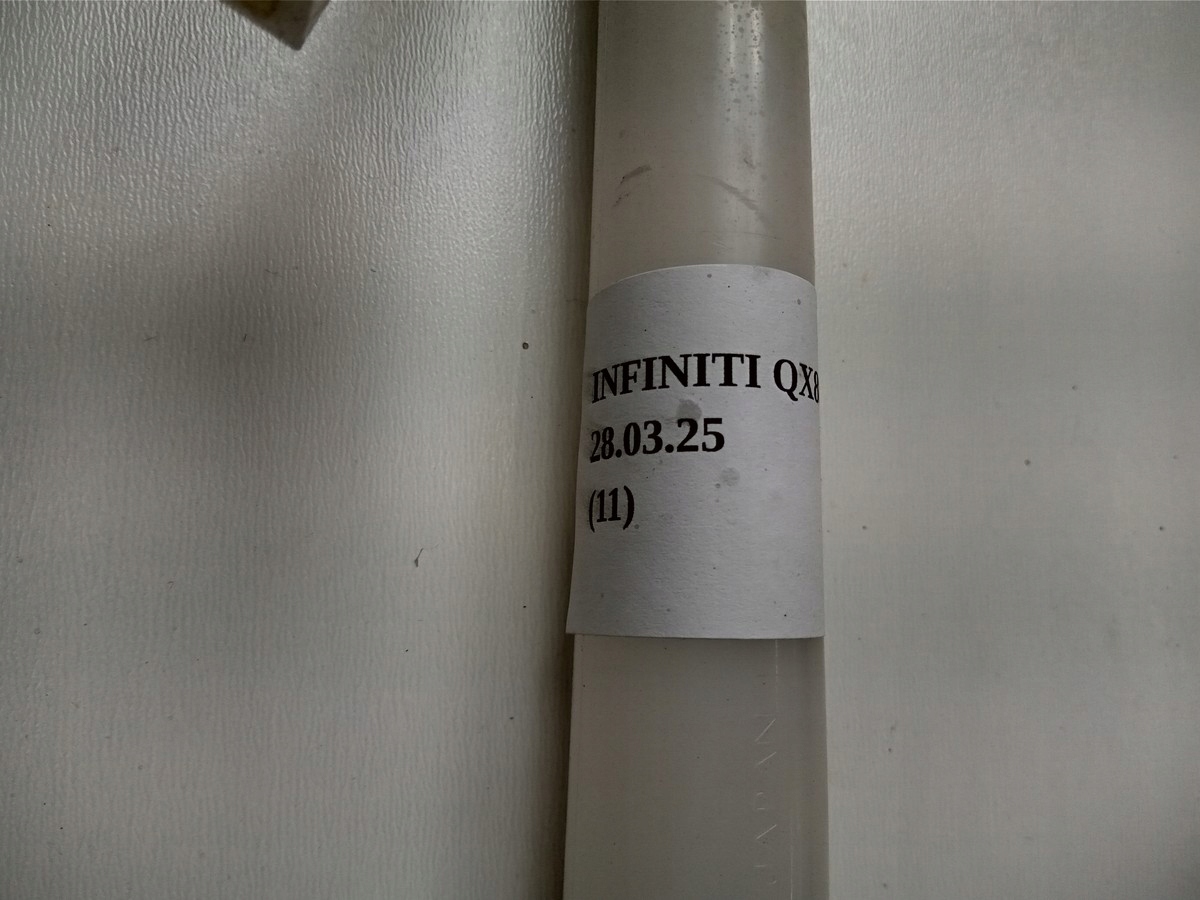 INFINITI QX8
28.03.25
(11)